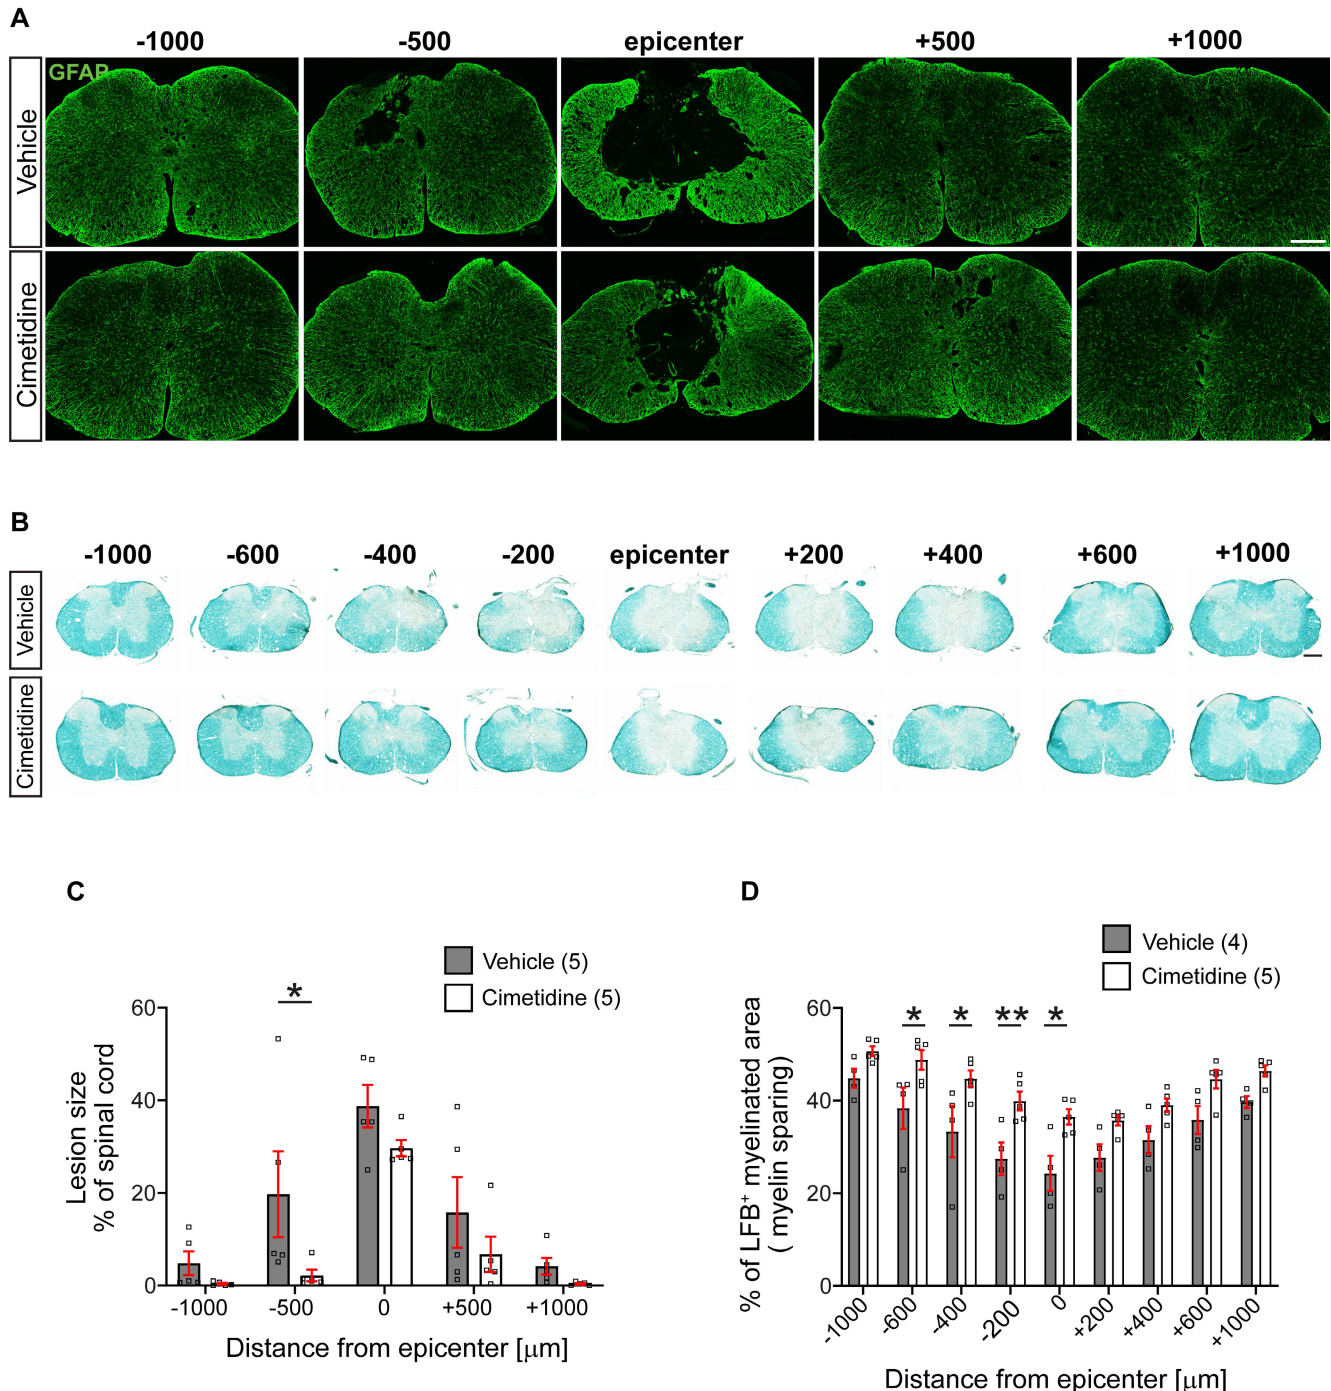 A
-1000 -500 epicenter +500 +1000
GFAP
Vehicle
Cimetidine
B
-1000 -600 -400 -200 epicenter +200 +400 +600 +1000
Vehicle
Cimetidine
C
Vehicle (5)
Cimetidine (5)
*
Lesion size
% of spinal cord
60
40
20
0
-1000 -500 0 +500 +1000
Distance from epicenter [μm]
D
Vehicle (4)
Cimetidine (5)
* * ** *
% of LFB⁺ myelinated area
( myelin sparing)
60
40
20
0
-1000 -600 -400 -200 0 +200 +400 +600 +1000
Distance from epicenter [μm]